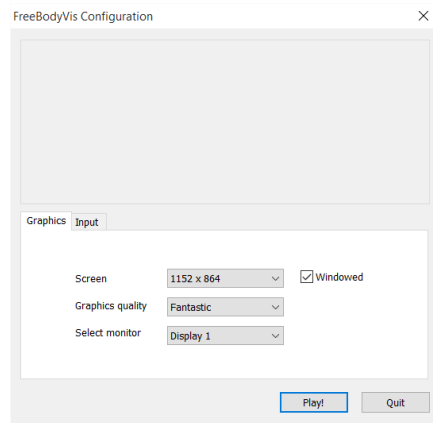 FreeBodyVis Configuration
Graphics Input
Screen 1152 x 864 Windowed
Graphics quality Fantastic
Select monitor Display 1
Play! Quit